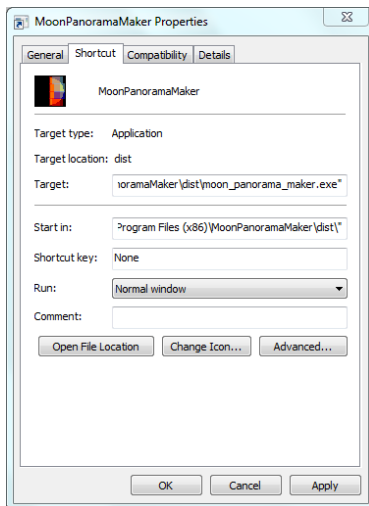 MoonPanoramaMaker Properties
General Shortcut Compatibility Details
MoonPanoramaMaker
Target type: Application
Target location: dist
Target: noramaMaker\dist\moon_panorama_maker.exe"
Start in: Program Files (x86)\MoonPanoramaMaker\dist\"
Shortcut key: None
Run: Normal window
Comment:
Open File Location Change Icon... Advanced...
OK Cancel Apply